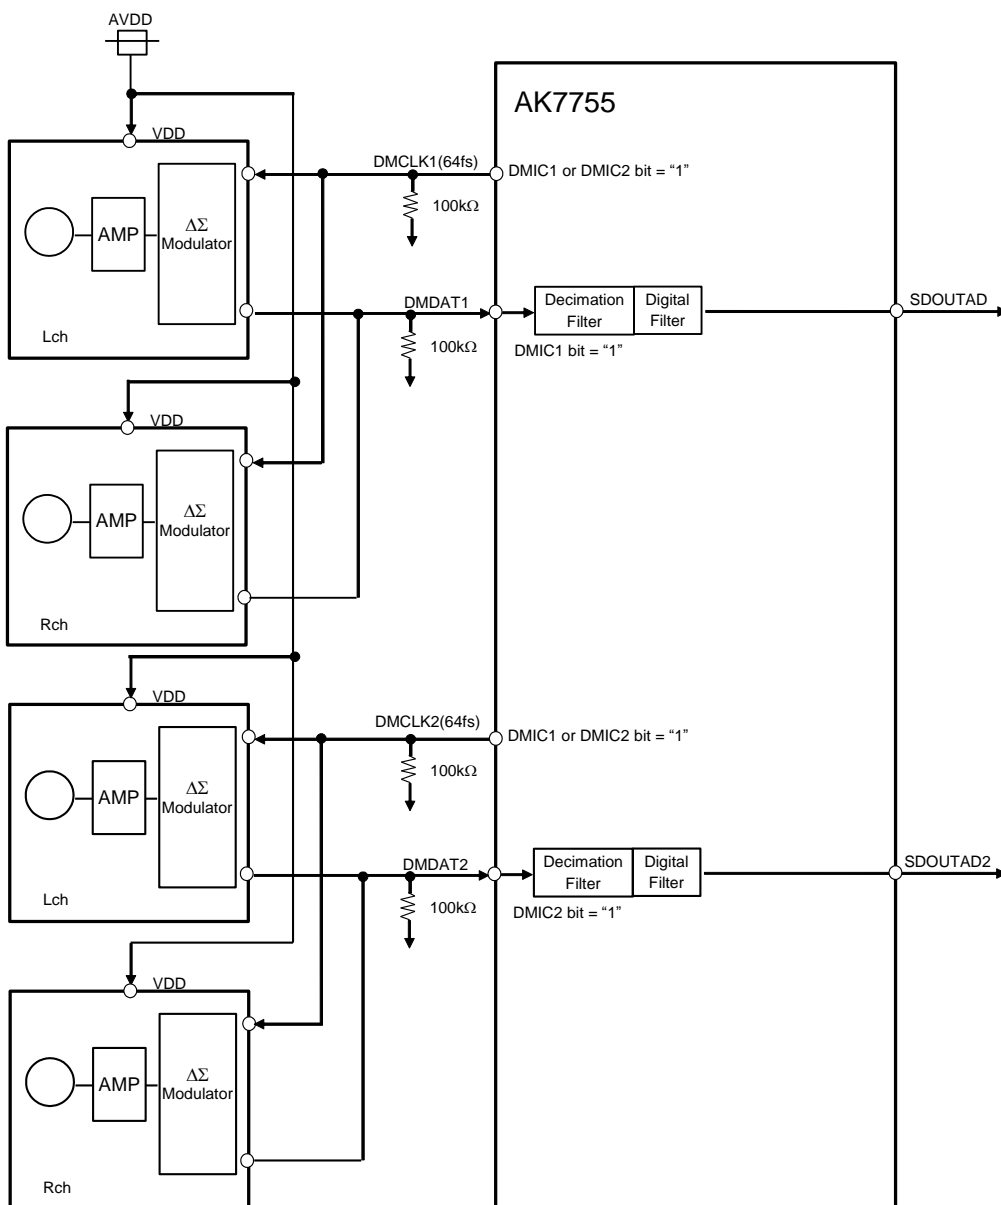 AVDD
AK7755
VDD
DMCLK1(64fs)
DMIC1 or DMIC2 bit = “1”
100kΩ
AMP
ΔΣ
Modulator
Lch
DMDAT1
100kΩ
Decimation
Filter
Digital
Filter
DMIC1 bit = “1”
SDOUTAD
VDD
AMP
ΔΣ
Modulator
Rch
VDD
DMCLK2(64fs)
DMIC1 or DMIC2 bit = “1”
100kΩ
AMP
ΔΣ
Modulator
Lch
DMDAT2
100kΩ
Decimation
Filter
Digital
Filter
DMIC2 bit = “1”
SDOUTAD2
VDD
AMP
ΔΣ
Modulator
Rch